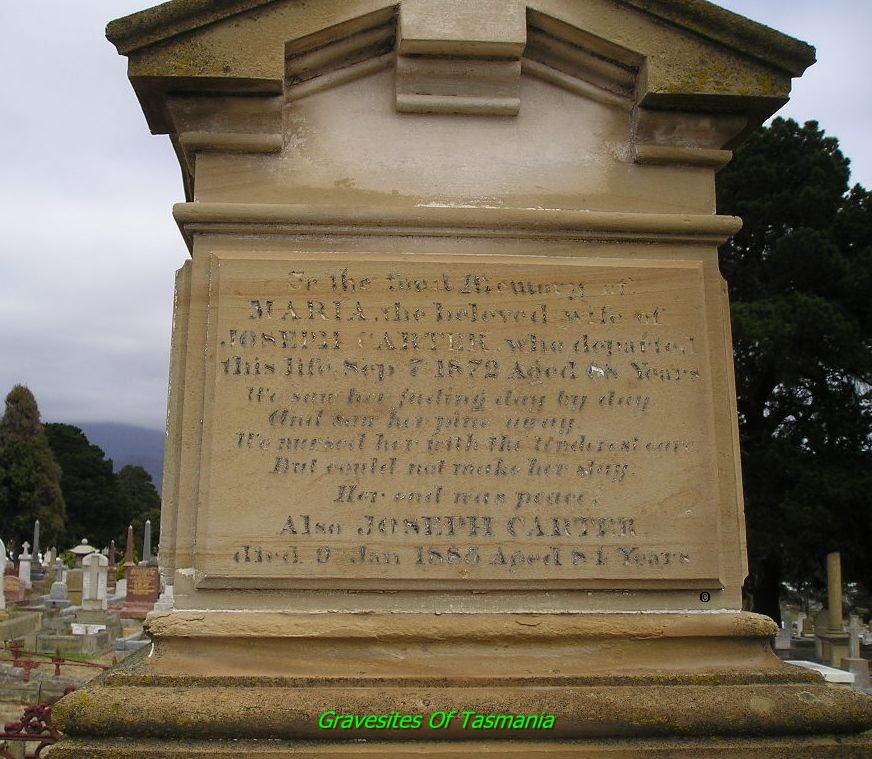 In the fond Memory of
MARIA, the beloved wife of
JOSEPH CARTER, who departed
this life, Sep 7 1872 Aged 68 Years
We saw her fading day by day
And saw her pine away.
We nursed her with the tenderest care
But could not make her stay.
Her end was peace.
Also JOSEPH CARTER
died 9 Jan 1885 Aged 84 Years
©
Gravesites Of Tasmania